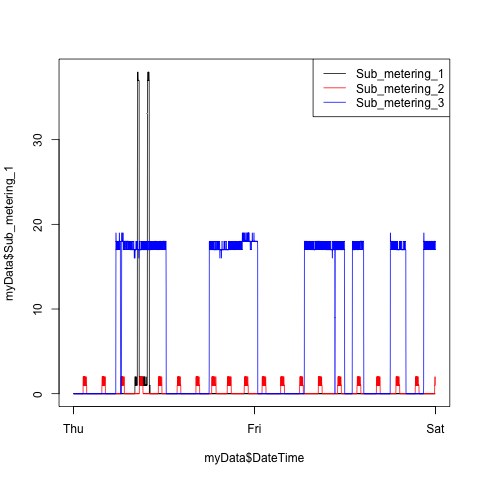 Sub_metering_1
Sub_metering_2
Sub_metering_3
myData$Sub_metering_1
30
20
10
0
Thu Fri Sat
myData$DateTime